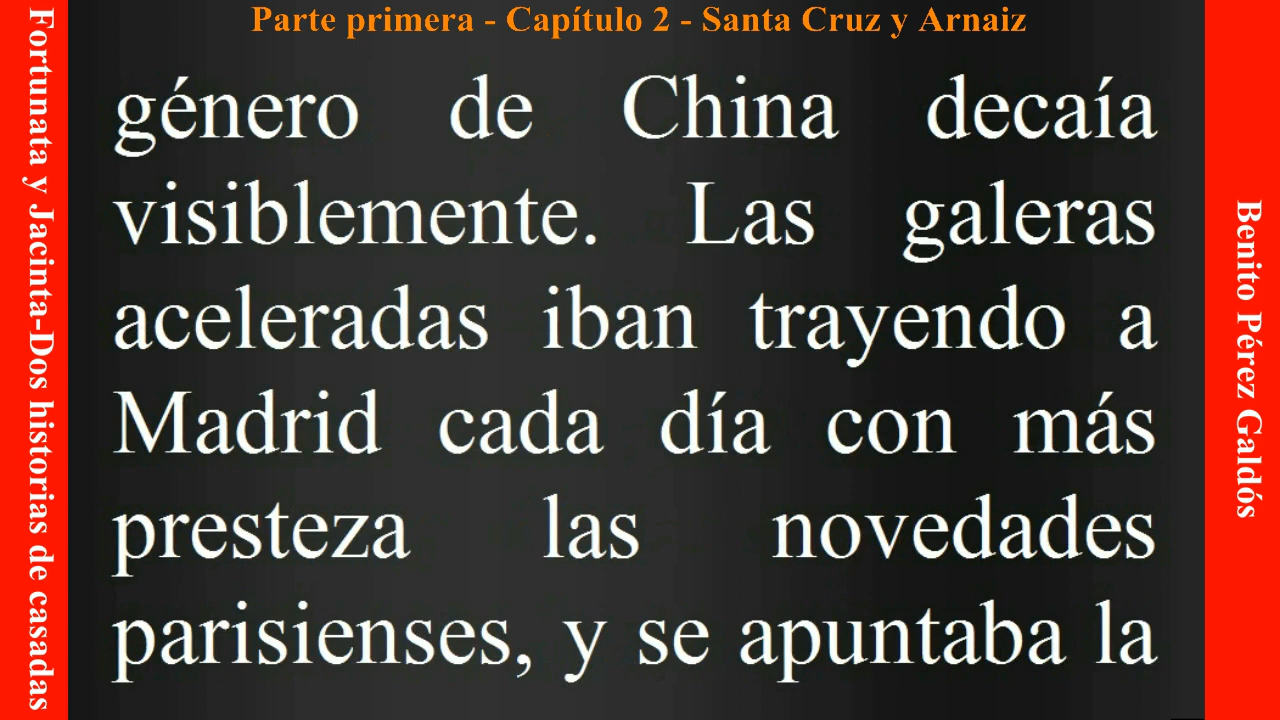 Parte primera - Capítulo 2 - Santa Cruz y Arnaiz
Fortunata y Jacinta-Dos historias de casadas
género de China decaía
visiblemente. Las galeras
aceleradas iban trayendo a
Madrid cada día con más
presteza las novedades
parisienses, y se apuntaba la
Benito Pérez Galdós